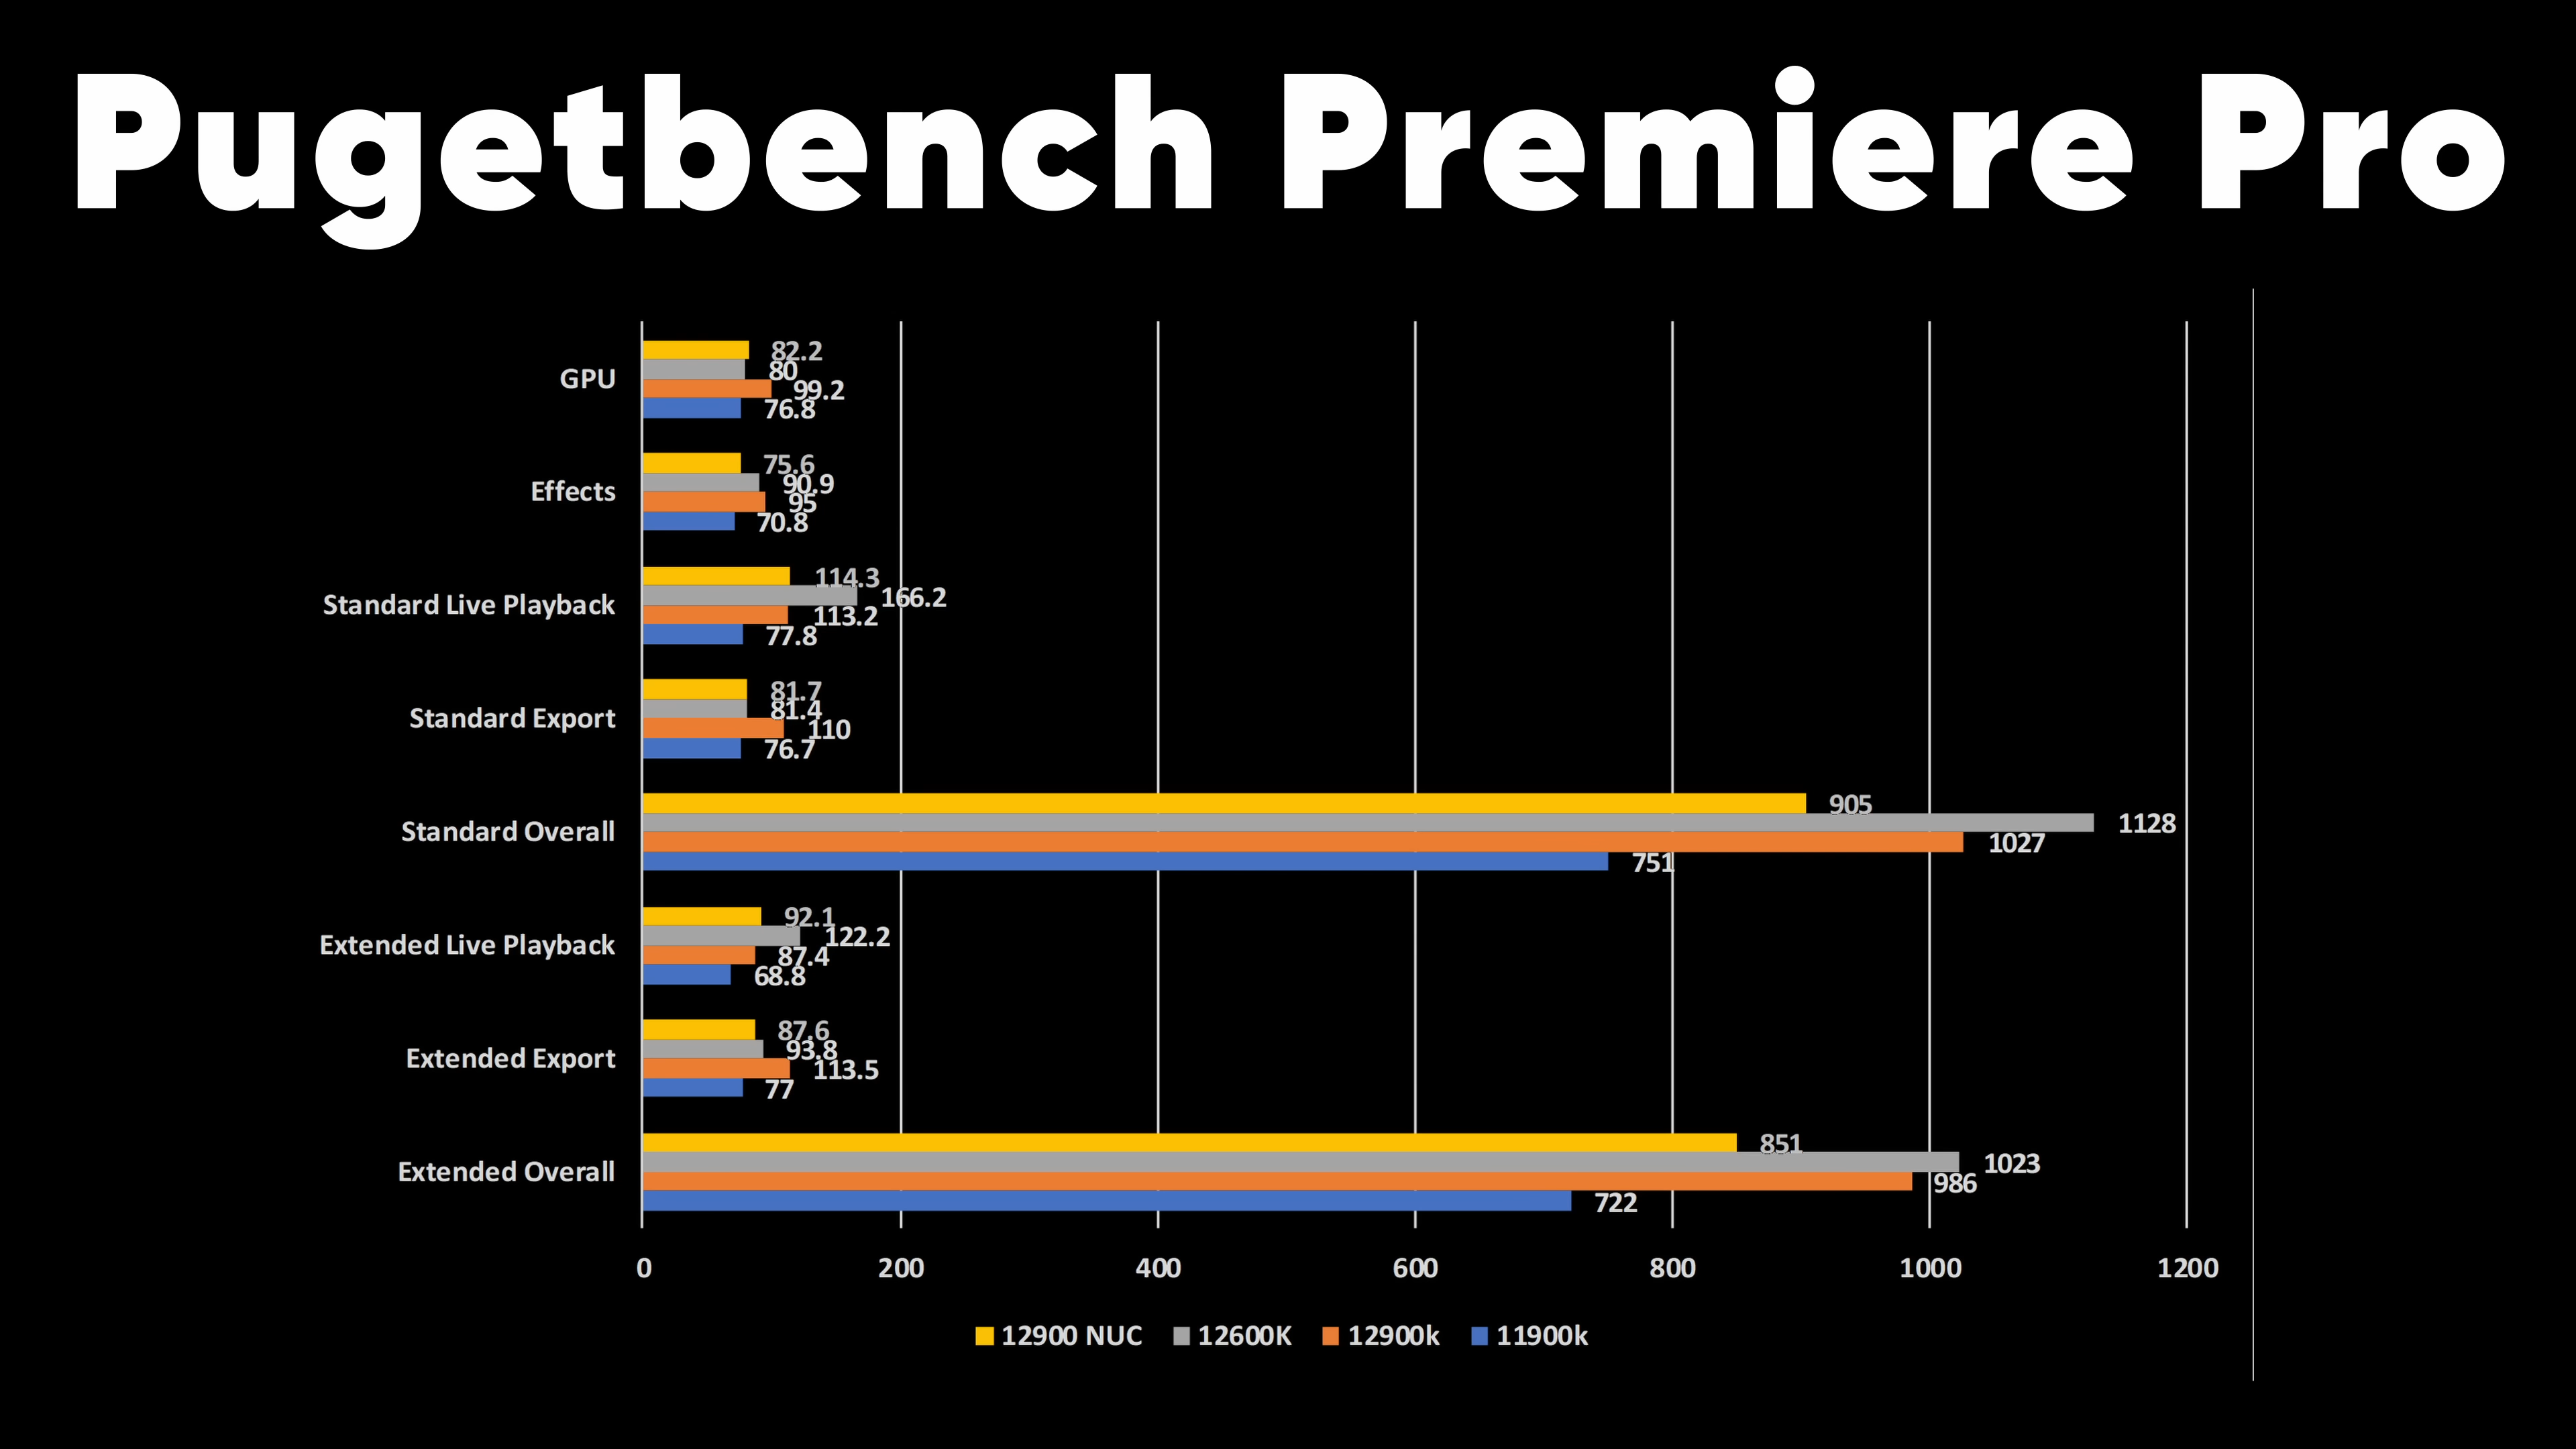 Pugetbench Premiere Pro
GPU
82.2
80
99.2
76.8
Effects
75.6
90.9
95
70.8
Standard Live Playback
114.3
166.2
113.2
77.8
Standard Export
81.7
81.4
110
76.7
Standard Overall
905
1128
1027
751
Extended Live Playback
92.1
122.2
87.4
68.8
Extended Export
87.6
93.8
113.5
77
Extended Overall
851
1023
986
722
0 200 400 600 800 1000 1200
12900 NUC 12600K 12900k 11900k